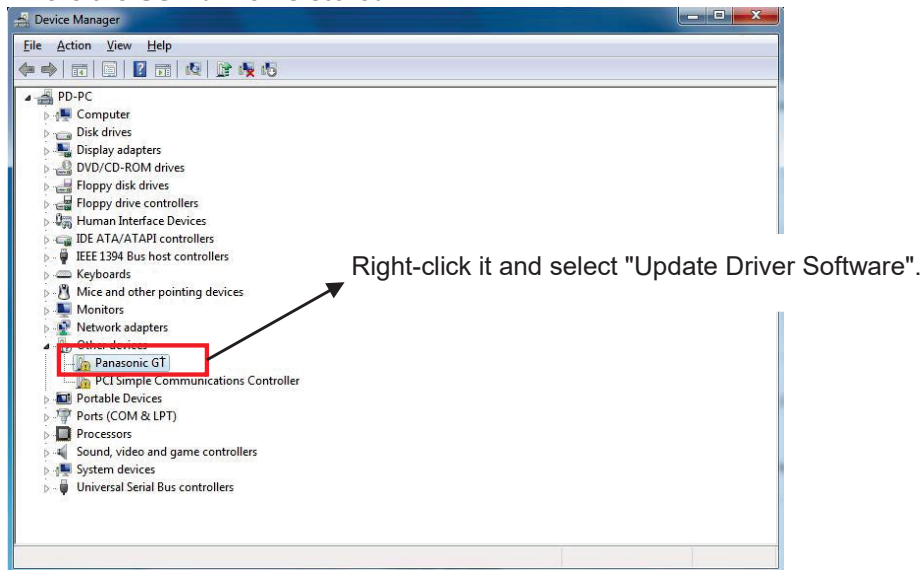 Device Manager
File Action View Help
PD-PC
Computer
Disk drives
Display adapters
DVD/CD-ROM drives
Floppy disk drives
Floppy drive controllers
Human Interface Devices
IDE ATA/ATAPI controllers
IEEE 1394 Bus host controllers
Keyboards
Mice and other pointing devices
Monitors
Network adapters
Other devices
Panasonic GT
PCI Simple Communications Controller
Portable Devices
Ports (COM & LPT)
Processors
Sound, video and game controllers
System devices
Universal Serial Bus controllers
Right-click it and select "Update Driver Software".